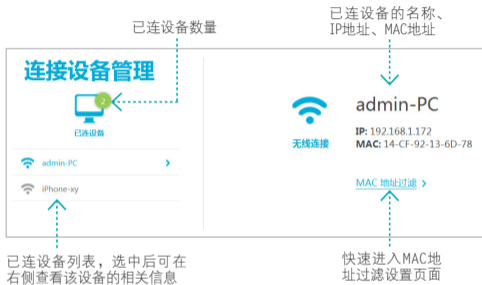 已连设备数量
已连设备的名称、
IP地址、MAC地址
连接设备管理
2
已连设备
admin-PC
iPhone-xy
无线连接
admin-PC
IP: 192.168.1.172
MAC: 14-CF-92-13-6D-78
MAC 地址过滤
已连设备列表，选中后可在
右侧查看该设备的相关信息
快速进入MAC地
址过滤设置页面